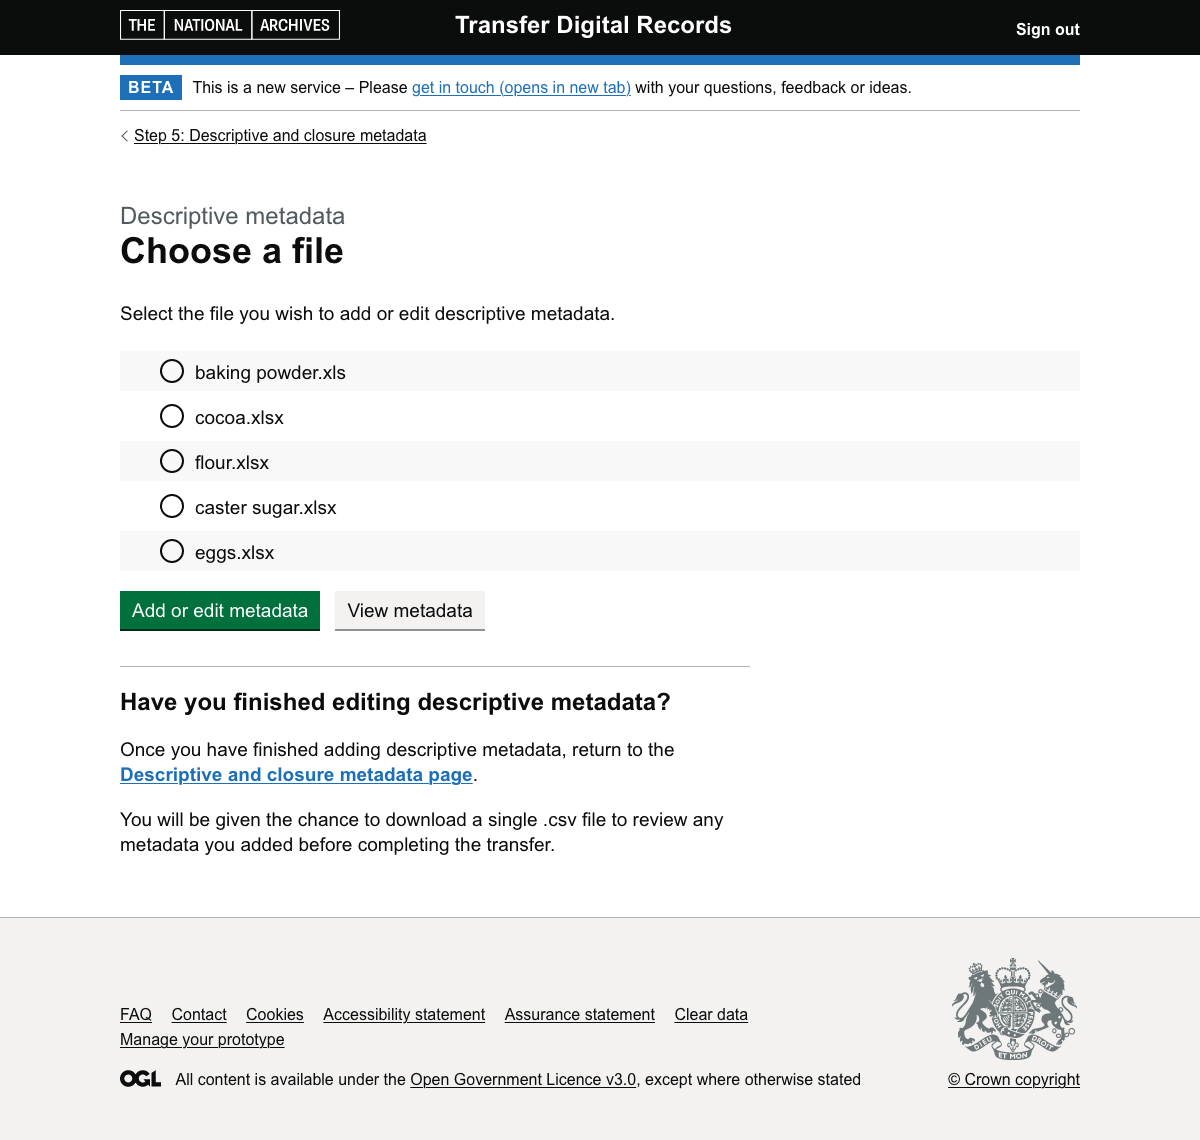 THE NATIONAL ARCHIVES
Transfer Digital Records
Sign out
BETA This is a new service – Please get in touch (opens in new tab) with your questions, feedback or ideas.
Step 5: Descriptive and closure metadata
Descriptive metadata
Choose a file
Select the file you wish to add or edit descriptive metadata.
baking powder.xls
cocoa.xlsx
flour.xlsx
caster sugar.xlsx
eggs.xlsx
Add or edit metadata View metadata
Have you finished editing descriptive metadata?
Once you have finished adding descriptive metadata, return to the
Descriptive and closure metadata page.
You will be given the chance to download a single .csv file to review any
metadata you added before completing the transfer.
FAQ Contact Cookies Accessibility statement Assurance statement Clear data
Manage your prototype
DIEU ET MON DROIT
OGL All content is available under the Open Government Licence v3.0, except where otherwise stated
© Crown copyright